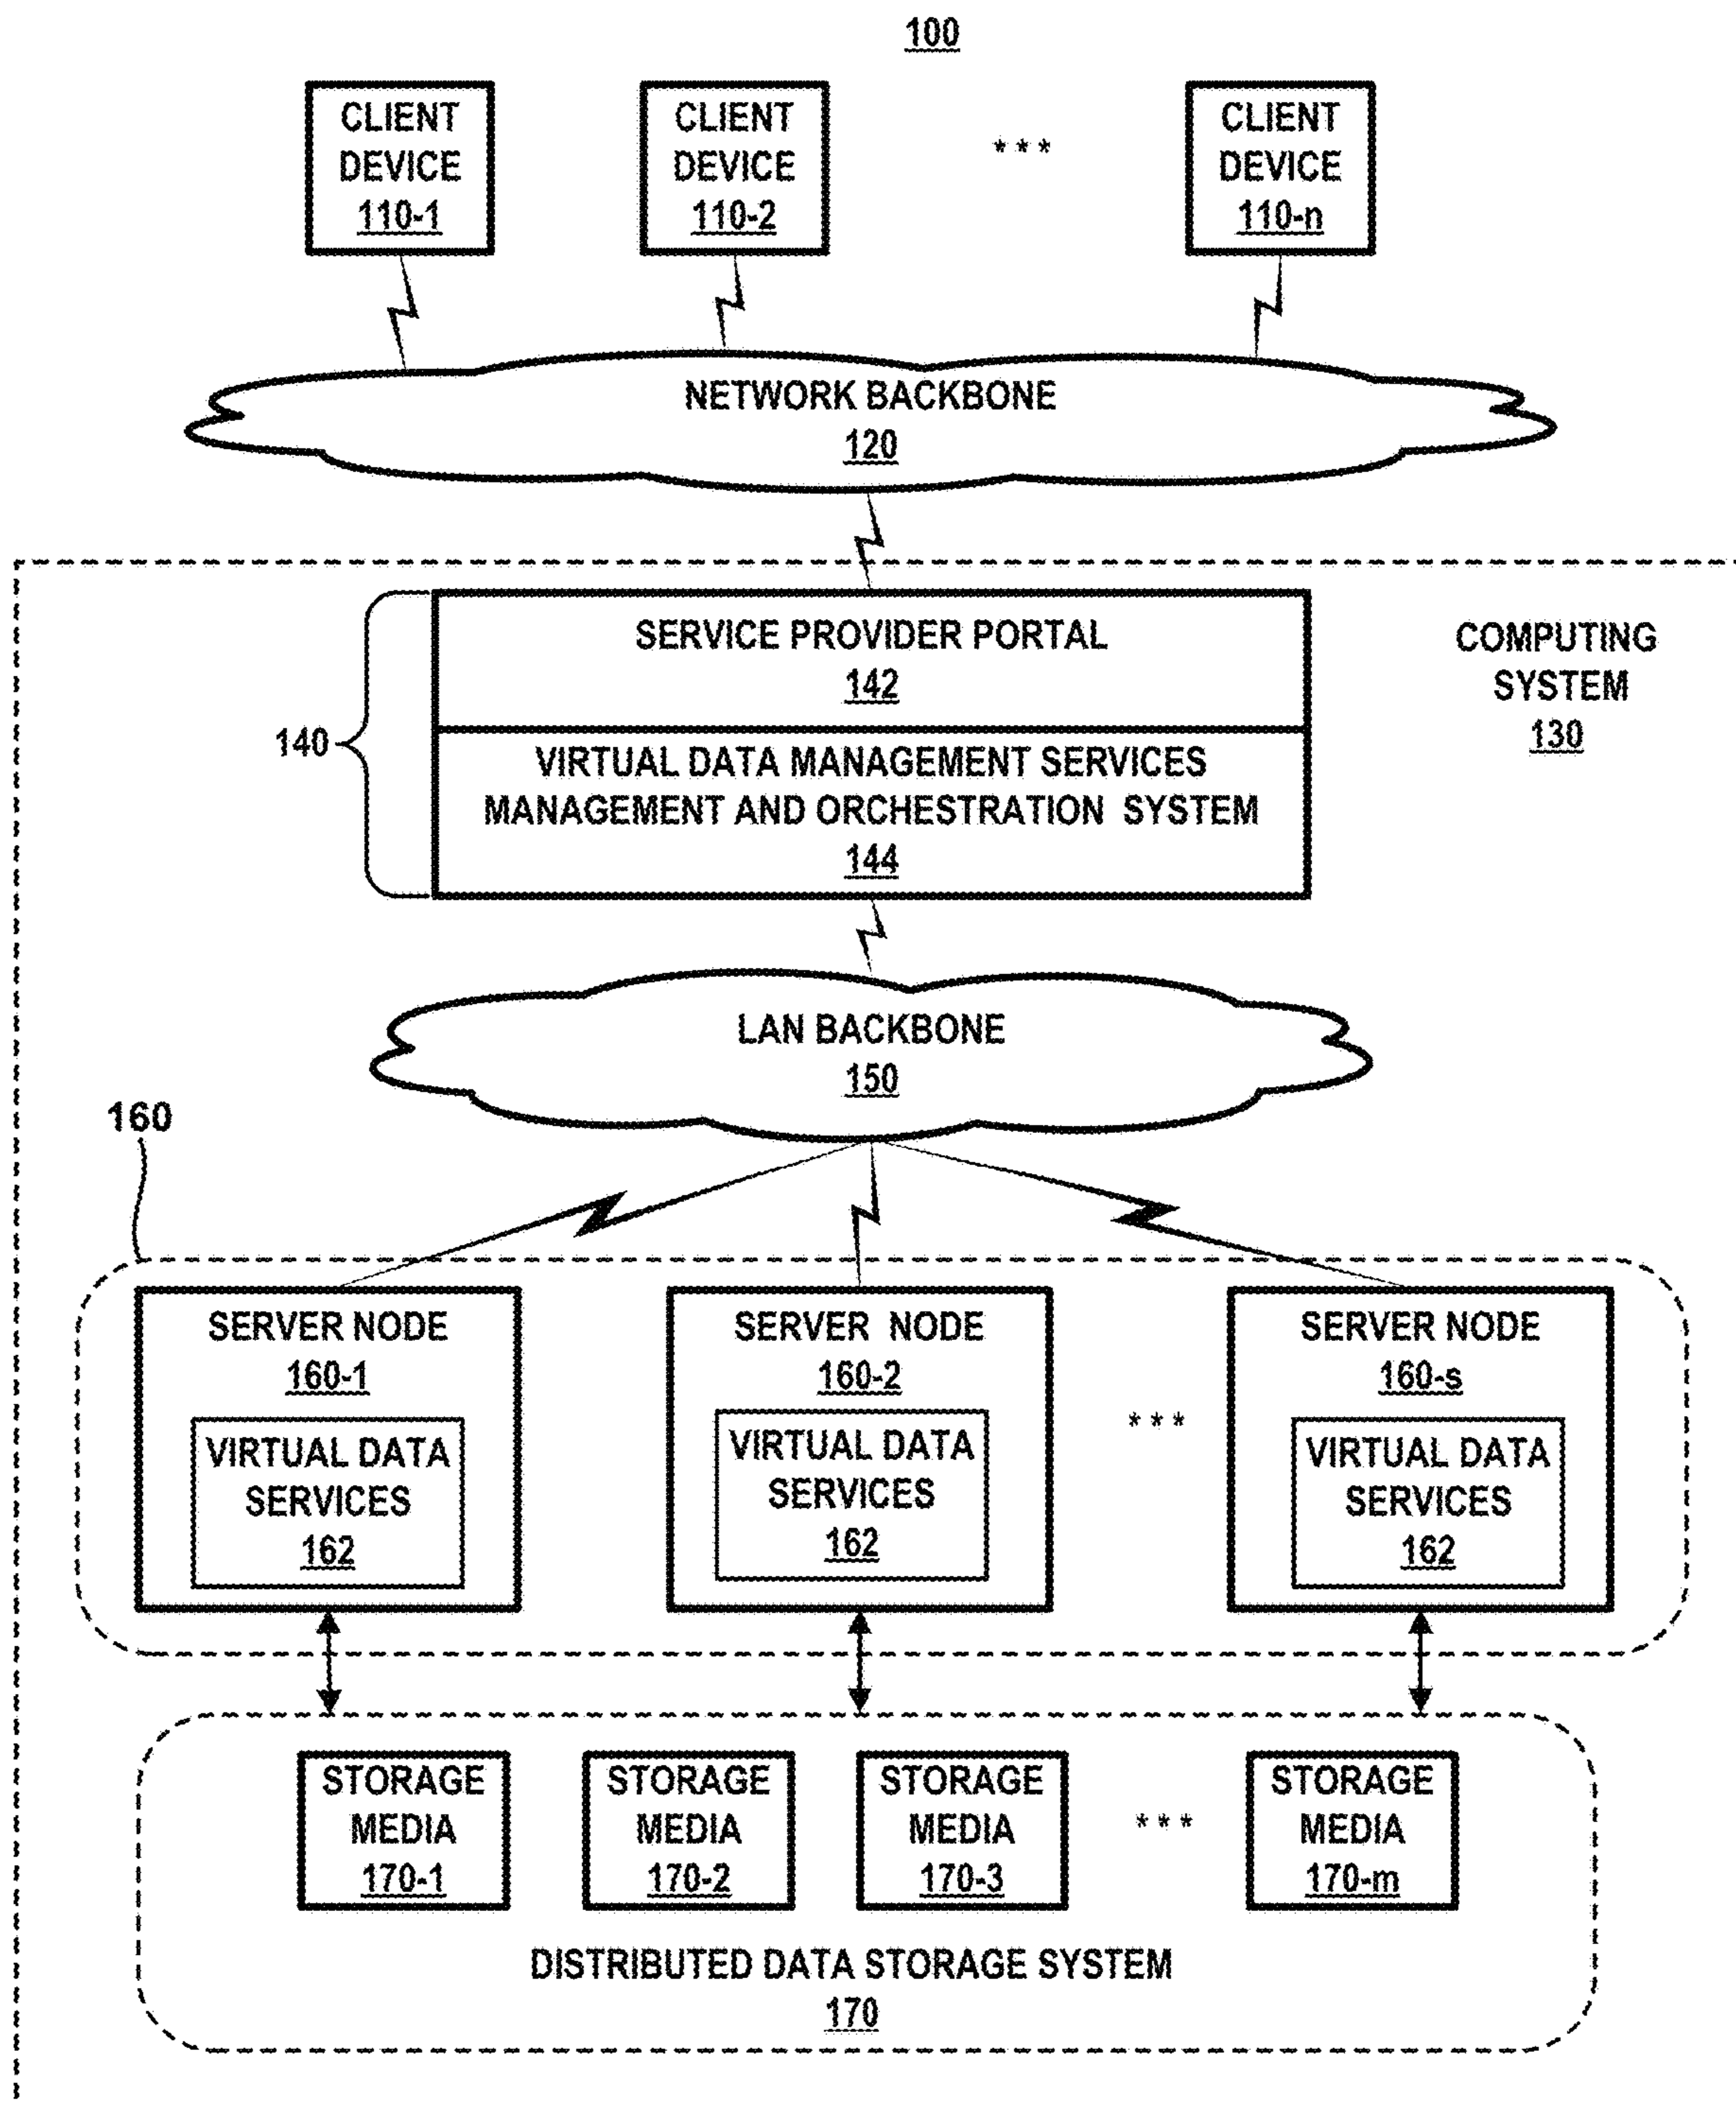 100
CLIENT
DEVICE
110-1
CLIENT
DEVICE
110-2
***
CLIENT
DEVICE
110-n
NETWORK BACKBONE
120
COMPUTING
SYSTEM
130
140
SERVICE PROVIDER PORTAL
142
VIRTUAL DATA MANAGEMENT SERVICES
MANAGEMENT AND ORCHESTRATION SYSTEM
144
LAN BACKBONE
150
160
SERVER NODE
160-1
VIRTUAL DATA
SERVICES
162
SERVER NODE
160-2
VIRTUAL DATA
SERVICES
162
***
SERVER NODE
160-s
VIRTUAL DATA
SERVICES
162
STORAGE
MEDIA
170-1
STORAGE
MEDIA
170-2
STORAGE
MEDIA
170-3
***
STORAGE
MEDIA
170-m
DISTRIBUTED DATA STORAGE SYSTEM
170